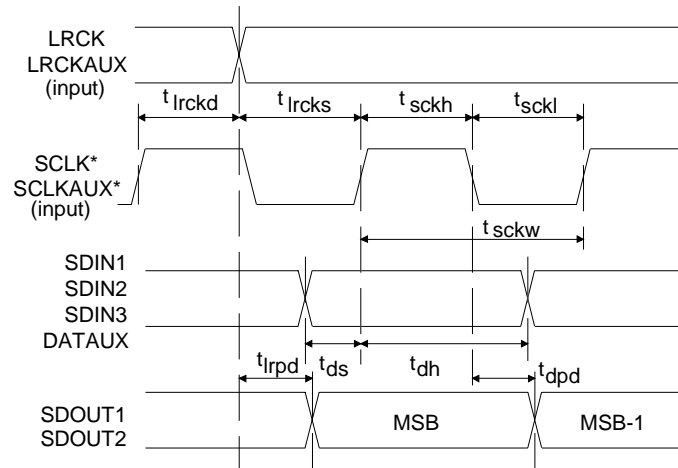 LRCK
LRCKAUX
(input)
t lrckd
t lrcks
t sckh
t sckl
SCLK*
SCLKAUX*
(input)
t sckw
SDIN1
SDIN2
SDIN3
DATAUX
t lrpd
t ds
t dh
t dpd
SDOUT1
SDOUT2
MSB
MSB-1